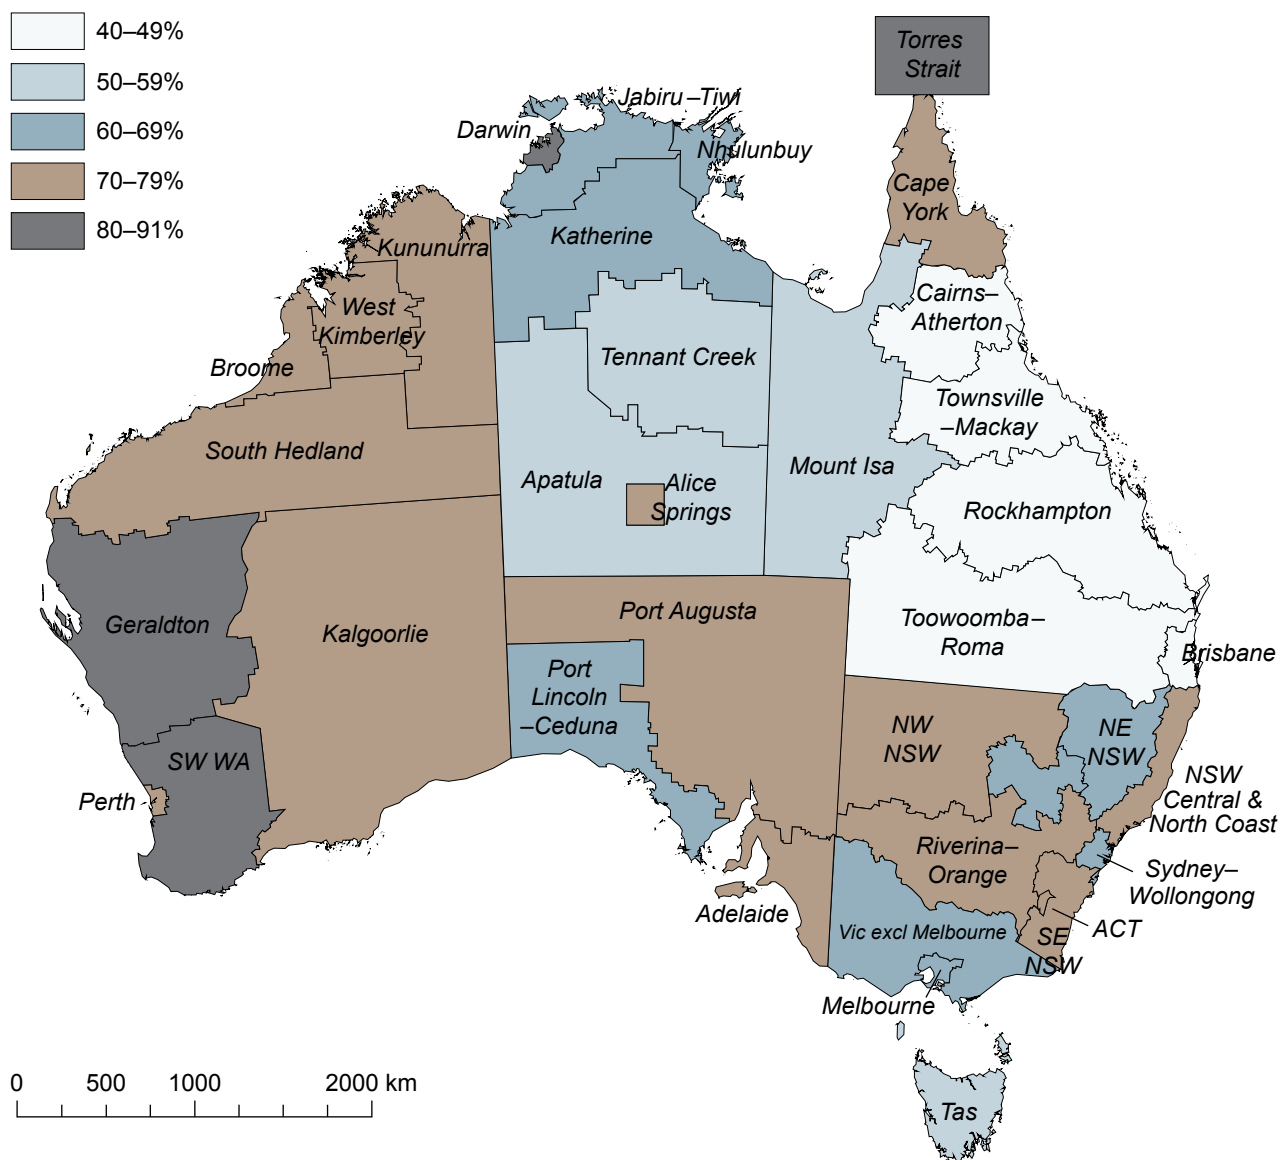 40–49%
50–59%
60–69%
70–79%
80–91%
Torres
Strait
Jabiru–Tiwi
Darwin
Nhulunbuy
Cape
York
Katherine
Kununurra
Cairns–
Atherton
West
Kimberley
Tennant Creek
Broome
Townsville
–Mackay
South Hedland
Mount Isa
Apatula
Alice
Springs
Rockhampton
Port Augusta
Toowoomba–
Roma
Geraldton
Kalgoorlie
Brisbane
Port
Lincoln
–Ceduna
NW
NSW
NE
NSW
SW WA
NSW
Central &
North Coast
Perth
Riverina–
Orange
Sydney–
Wollongong
Adelaide
ACT
Vic excl Melbourne
SE
NSW
Melbourne
0 500 1000 2000 km
Tas